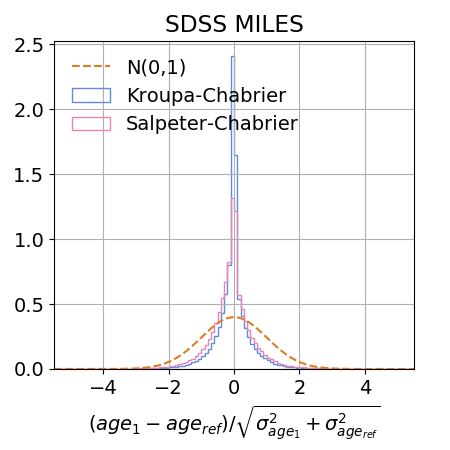 SDSS MILES
2.5
2.0
1.5
1.0
0.5
0.0
N(0,1)
Kroupa-Chabrier
Salpeter-Chabrier
−4 −2 0 2 4
(age₁ − age_ref)/√(σ²_age₁ + σ²_age_ref)